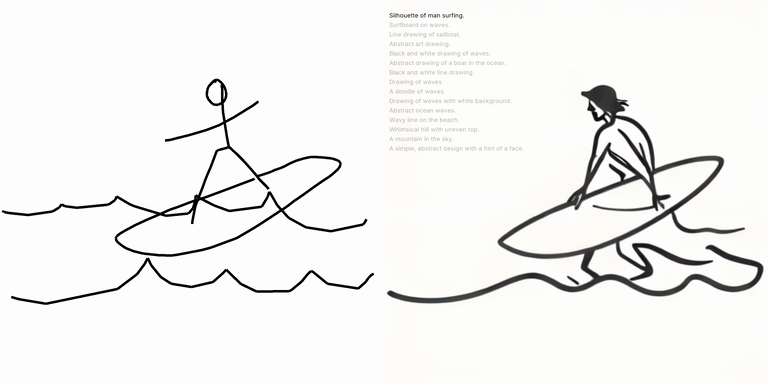 Silhouette of man surfing.
Surfboard on waves.
Line drawing of sailboat.
Abstract art drawing.
Black and white drawing of waves.
Abstract drawing of a boat in the ocean.
Black and white line drawing.
Drawing of waves
A doodle of waves.
Drawing of waves with white background.
Abstract ocean waves.
Wavy line on the beach.
Whimsical hill with uneven top.
A mountain in the sky.
A simple, abstract design with a hint of a face.